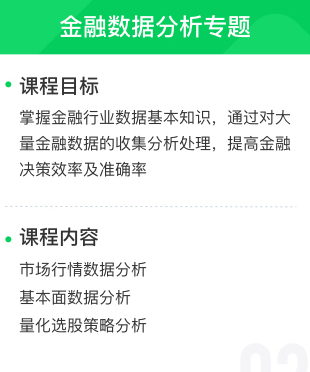 金融数据分析专题
课程目标
掌握金融行业数据基本知识，通过对大
量金融数据的收集分析处理，提高金融
决策效率及准确率
课程内容
市场行情数据分析
基本面数据分析
量化选股策略分析